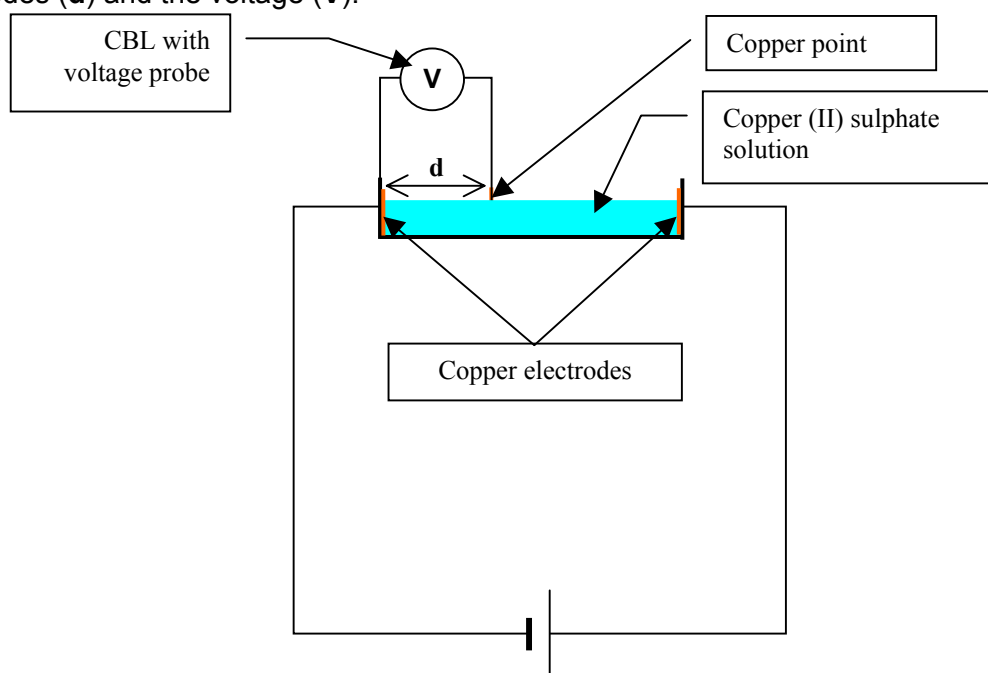 des (d) and the voltage (V).
CBL with
voltage probe
V
Copper point
Copper (II) sulphate
solution
d
Copper electrodes